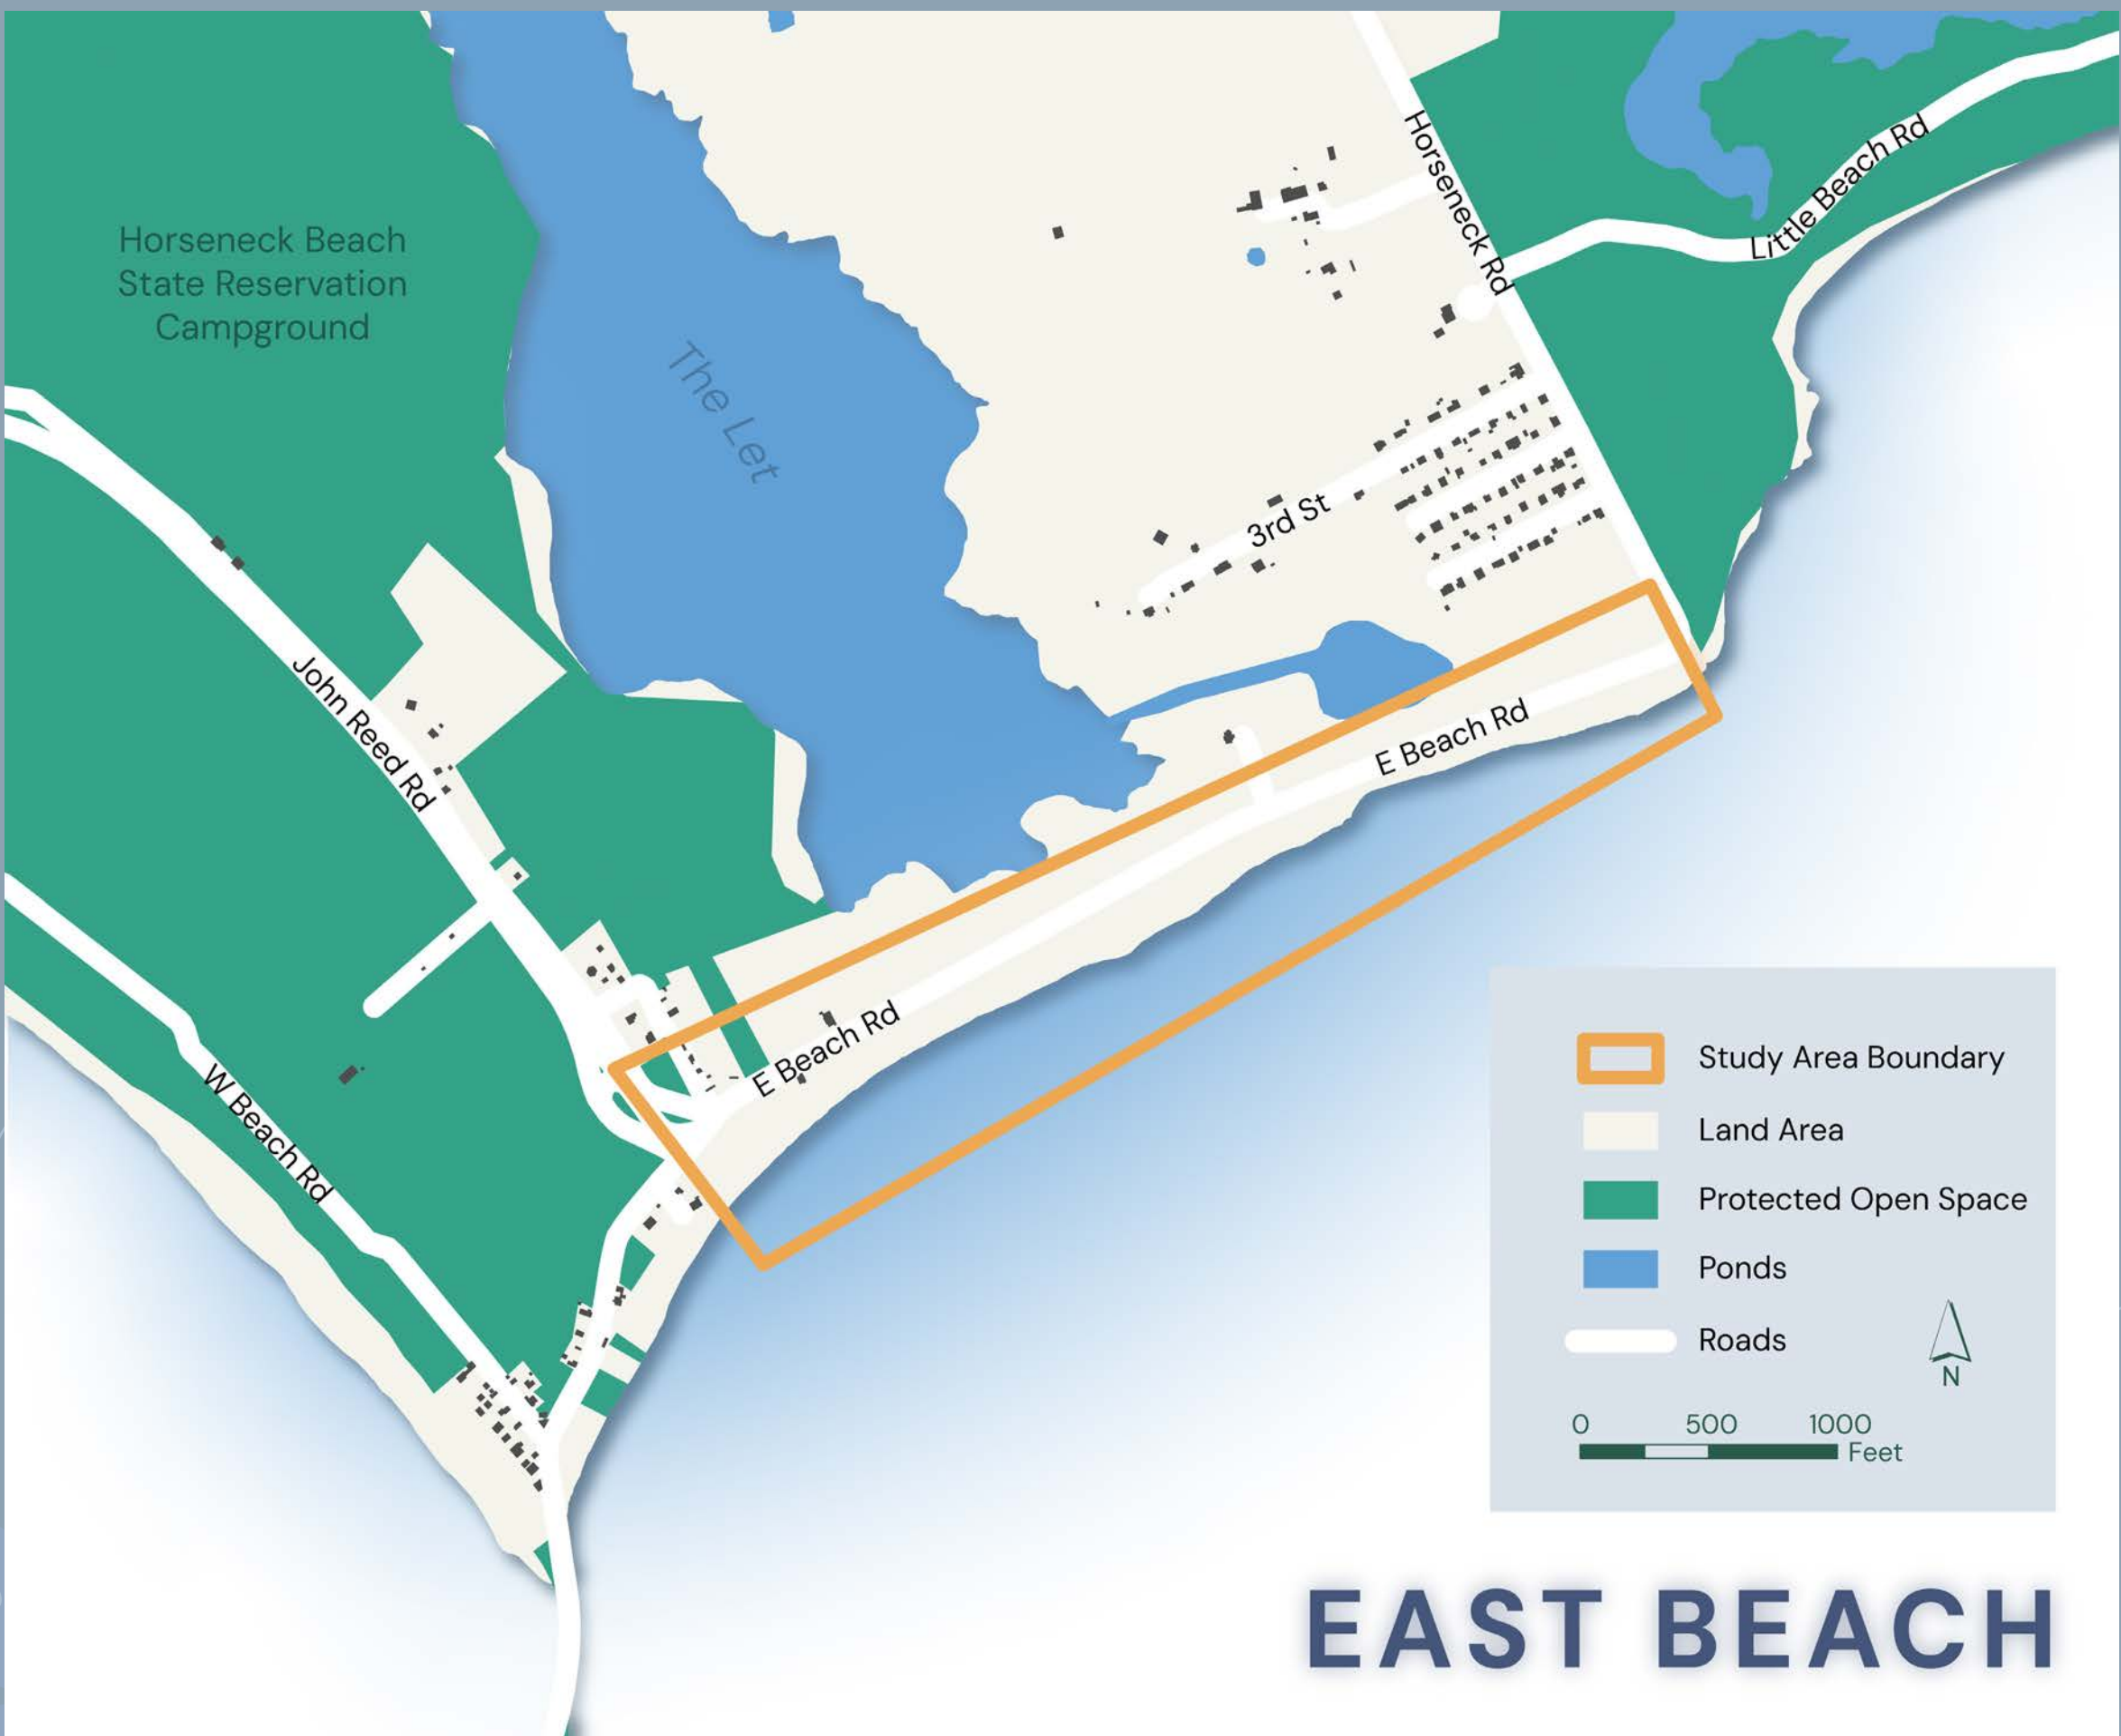 Horseneck Rd
Little Beach Rd
Horseneck Beach
State Reservation
Campground
The Let
3rd St
John Reed Rd
E Beach Rd
E Beach Rd
W Beach Rd
Study Area Boundary
Land Area
Protected Open Space
Ponds
Roads
N
0 500 1000
Feet
EAST BEACH